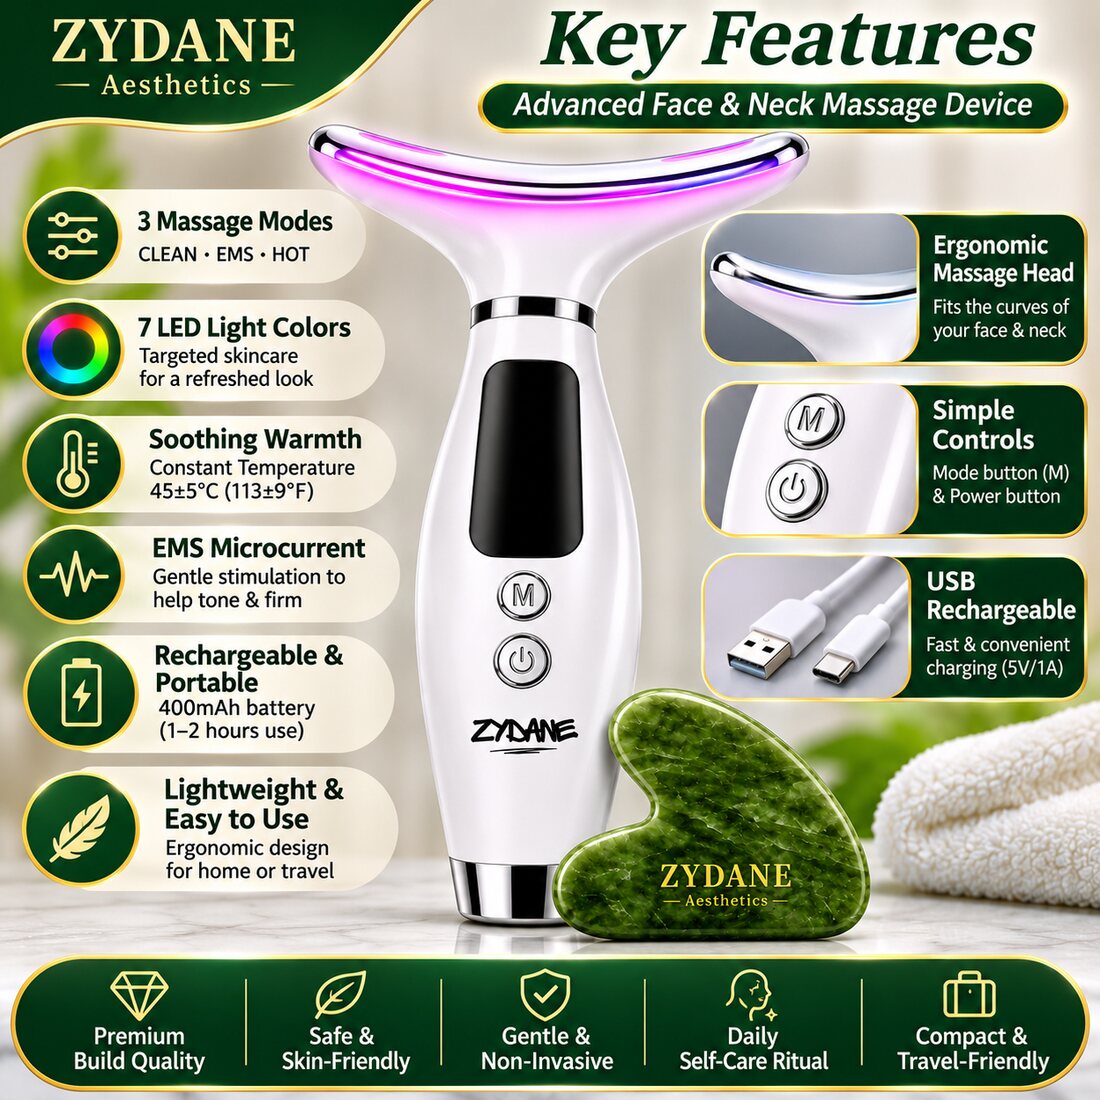 ZYDANE
Aesthetics
Key Features
Advanced Face & Neck Massage Device
3 Massage Modes
CLEAN · EMS · HOT
7 LED Light Colors
Targeted skincare
for a refreshed look
Soothing Warmth
Constant Temperature
45±5°C (113±9°F)
EMS Microcurrent
Gentle stimulation to
help tone & firm
Rechargeable &
Portable
400mAh battery
(1–2 hours use)
Lightweight &
Easy to Use
Ergonomic design
for home or travel
M
ZYDANE
ZYDANE
Aesthetics
Ergonomic
Massage Head
Fits the curves of
your face & neck
M
Simple
Controls
Mode button (M)
& Power button
USB
Rechargeable
Fast & convenient
charging (5V/1A)
Premium
Build Quality
Safe &
Skin-Friendly
Gentle &
Non-Invasive
Daily
Self-Care Ritual
Compact &
Travel-Friendly